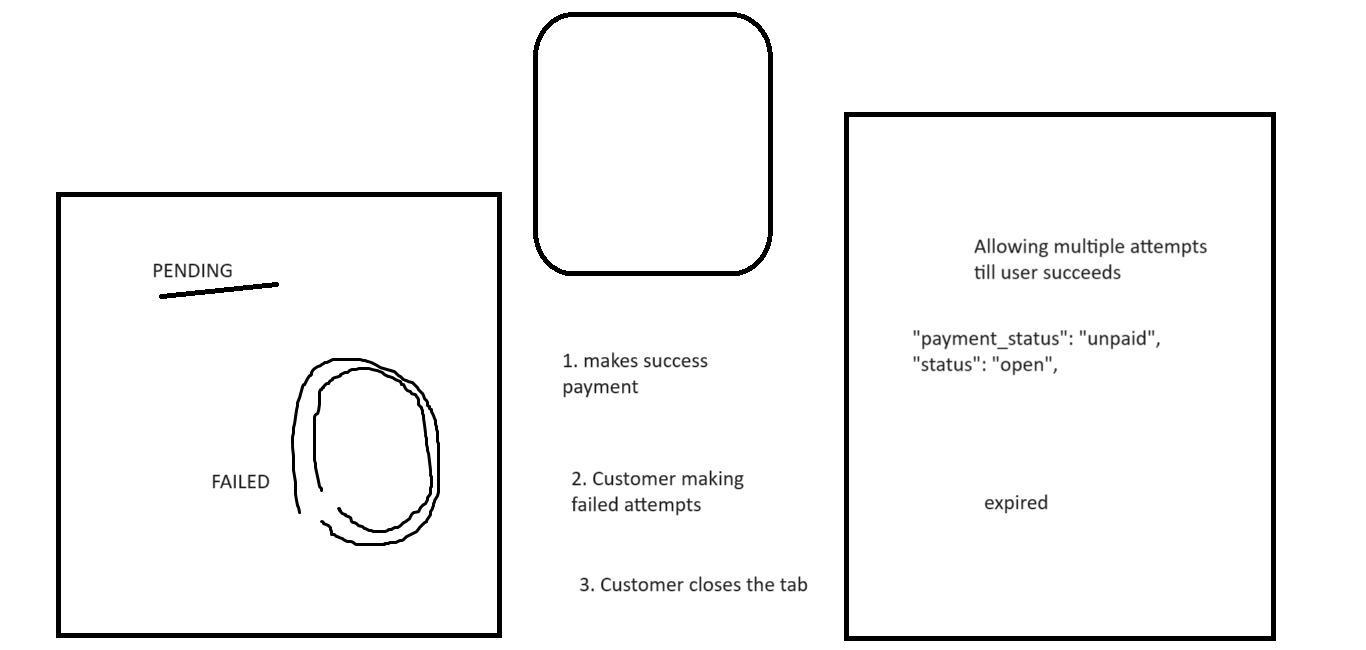 PENDING
FAILED
1. makes success
payment
2. Customer making
failed attempts
3. Customer closes the tab
Allowing multiple attempts
till user succeeds
"payment_status": "unpaid",
"status": "open",
expired